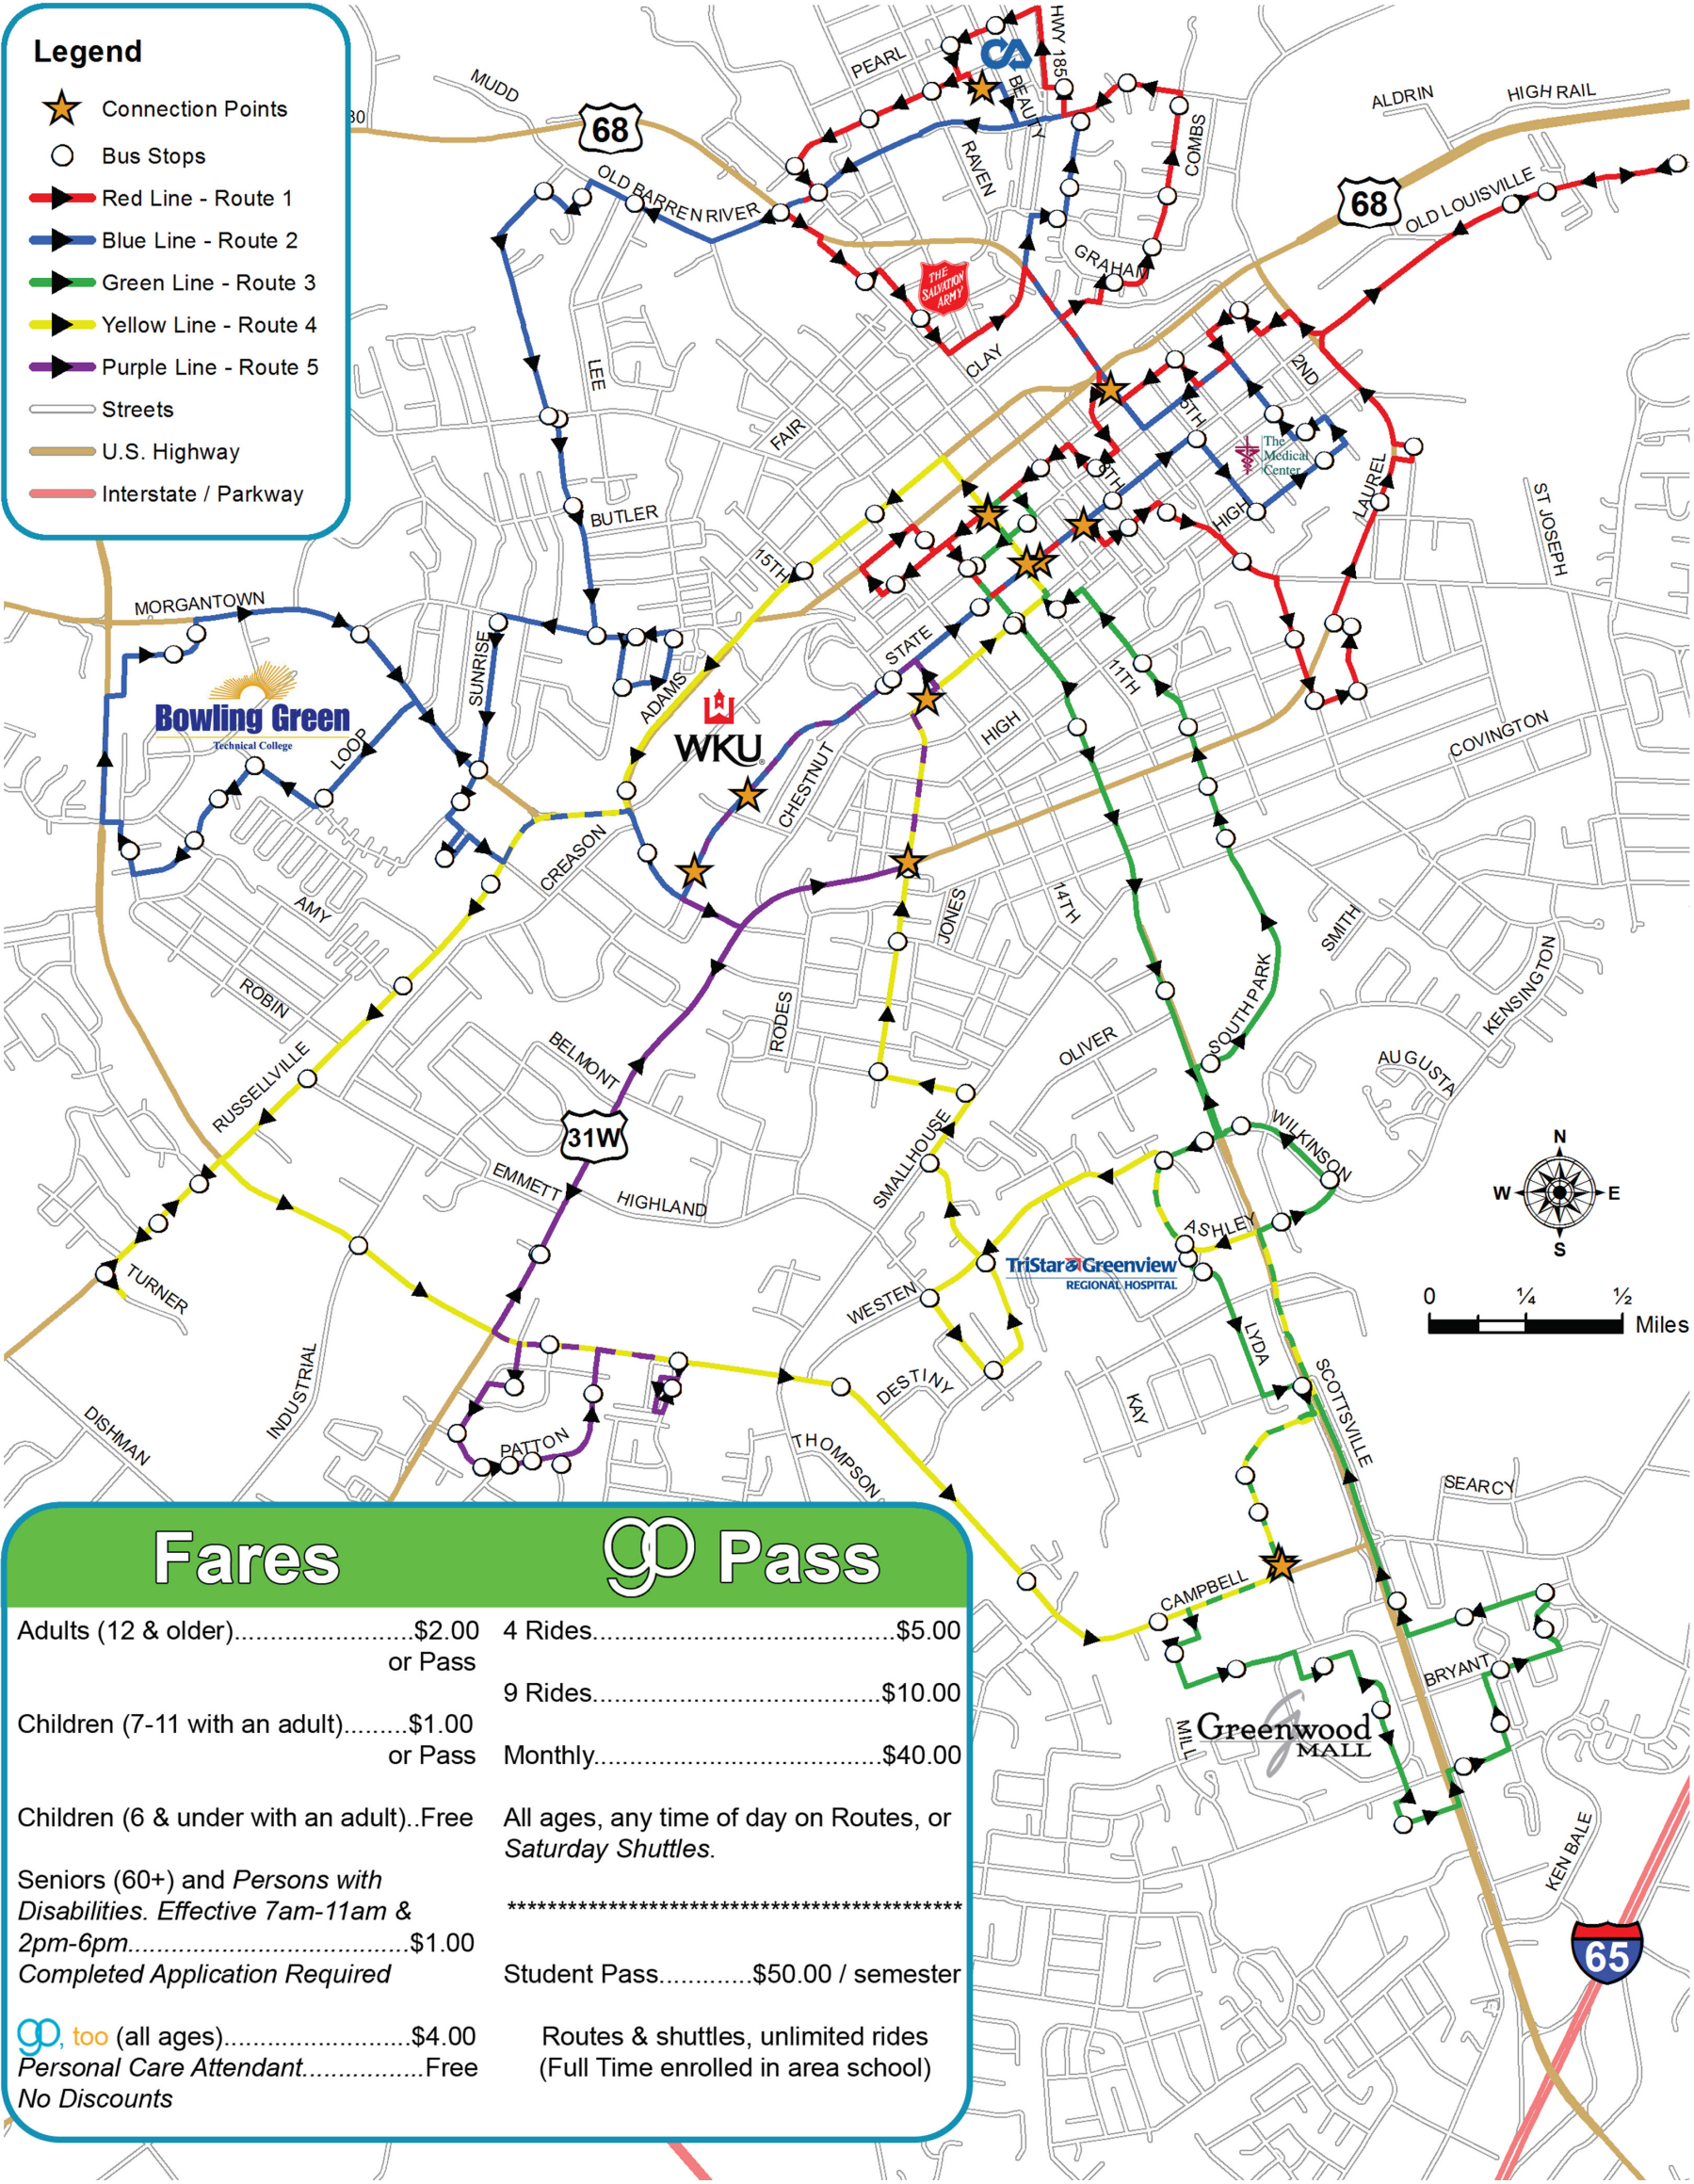 Legend
Connection Points
Bus Stops
Red Line - Route 1
Blue Line - Route 2
Green Line - Route 3
Yellow Line - Route 4
Purple Line - Route 5
Streets
U.S. Highway
Interstate / Parkway
MUDD
68
PEARL
HWY 185
BEAUTY
RAVEN
COMBS
ALDRIN
HIGH RAIL
68
OLD LOUISVILLE
OLD BARREN RIVER
THE
SALVATION
ARMY
GRAHAM
CLAY
LEE
FAIR
2ND
5TH
8TH
The
Medical
Center
HIGH
LAUREL
ST JOSEPH
BUTLER
15TH
MORGANTOWN
SUNRISE
STATE
ADAMS
11TH
Bowling Green
Technical College
LOOP
WKU
CHESTNUT
HIGH
COVINGTON
CREASON
AMY
JONES
14TH
SMITH
ROBIN
RODES
SOUTH PARK
KENSINGTON
BELMONT
OLIVER
AUGUSTA
RUSSELLVILLE
31W
WILKINSON
EMMETT
HIGHLAND
SMALLHOUSE
ASHLEY
N
W E
S
TURNER
TriStar Greenview
REGIONAL HOSPITAL
WESTEN
0 ¼ ½
Miles
LYDA
INDUSTRIAL
DESTINY
SCOTTSVILLE
KAY
DISHMAN
PATTON
THOMPSON
SEARCY
CAMPBELL
BRYANT
MILL
Greenwood
MALL
KEN BALE
65
Fares
go Pass
Adults (12 & older).........................$2.00
or Pass
Children (7-11 with an adult).........$1.00
or Pass
Children (6 & under with an adult)..Free
Seniors (60+) and Persons with
Disabilities. Effective 7am-11am &
2pm-6pm...................................$1.00
Completed Application Required
go, too (all ages)..........................$4.00
Personal Care Attendant.................Free
No Discounts
4 Rides..........................................$5.00
9 Rides........................................$10.00
Monthly........................................$40.00
All ages, any time of day on Routes, or
Saturday Shuttles.
*********************************************
Student Pass.............$50.00 / semester
Routes & shuttles, unlimited rides
(Full Time enrolled in area school)